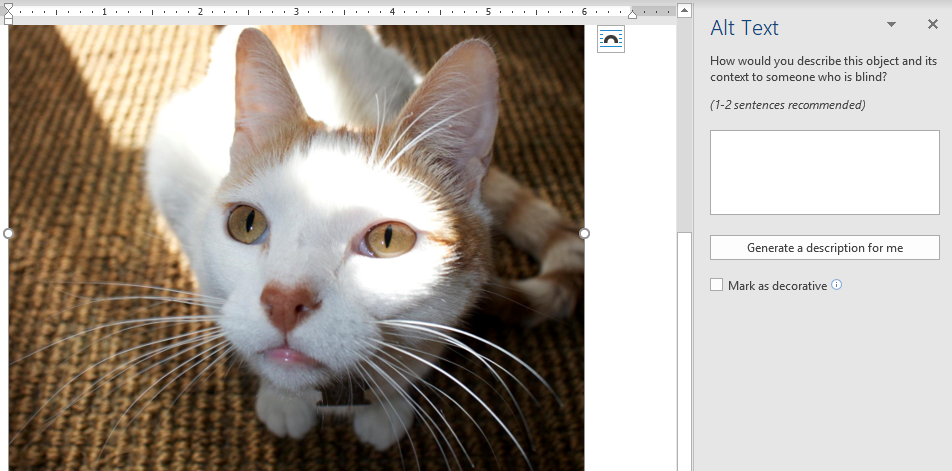 1 2 3 4 5 6
Alt Text
How would you describe this object and its
context to someone who is blind?
(1-2 sentences recommended)
Generate a description for me
Mark as decorative